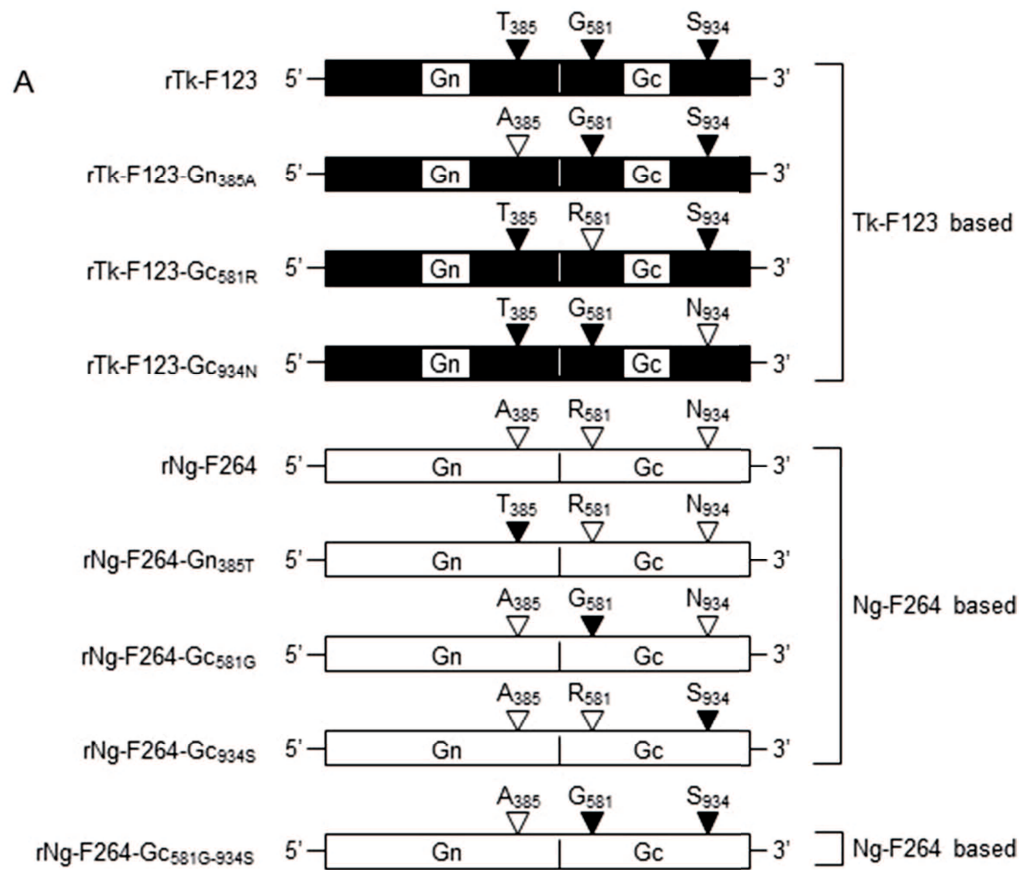 A
T385 G581 S934
rTk-F123 5' Gn Gc 3'
A385 G581 S934
rTk-F123-Gn385A 5' Gn Gc 3'
T385 R581 S934
rTk-F123-Gc581R 5' Gn Gc 3'
T385 G581 N934
rTk-F123-Gc934N 5' Gn Gc 3'
Tk-F123 based
A385 R581 N934
rNg-F264 5' Gn Gc 3'
T385 R581 N934
rNg-F264-Gn385T 5' Gn Gc 3'
A385 G581 N934
rNg-F264-Gc581G 5' Gn Gc 3'
A385 R581 S934
rNg-F264-Gc934S 5' Gn Gc 3'
Ng-F264 based
A385 G581 S934
rNg-F264-Gc581G-934S 5' Gn Gc 3'
Ng-F264 based